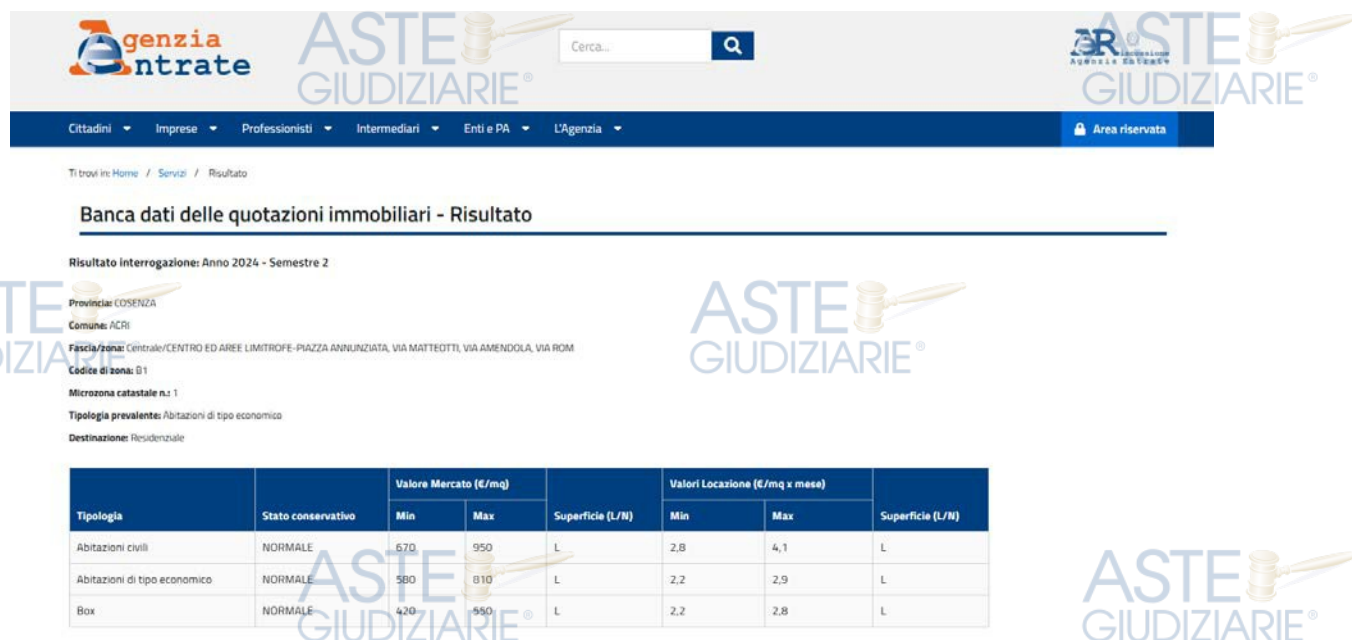 Agenzia
Entrate
Cerca...
Agenzia Entrate
Cittadini Imprese Professionisti Intermediari Enti e PA L'Agenzia Area riservata
Ti trovi in: Home / Servizi / Risultato
Banca dati delle quotazioni immobiliari - Risultato
Risultato interrogazione: Anno 2024 - Semestre 2
Provincia: COSENZA
Comune: ACRI
Fascia/zona: Centrale/CENTRO ED AREE LIMITROFE-PIAZZA ANNUNZIATA, VIA MATTEOTTI, VIA AMENDOLA, VIA ROM
Codice di zona: B1
Microzona catastale n.: 1
Tipologia prevalente: Abitazioni di tipo economico
Destinazione: Residenziale
Valore Mercato (€/mq) Valori Locazione (€/mq x mese)
Tipologia Stato conservativo Min Max Superficie (L/N) Min Max Superficie (L/N)
Abitazioni civili NORMALE 670 950 L 2,8 4,1 L
Abitazioni di tipo economico NORMALE 580 810 L 2,2 2,9 L
Box NORMALE 420 550 L 2,2 2,8 L
ASTE
GIUDIZIARIE®
ASTE
GIUDIZIARIE®
ASTE
GIUDIZIARIE®
ASTE
GIUDIZIARIE®
ASTE
GIUDIZIARIE®